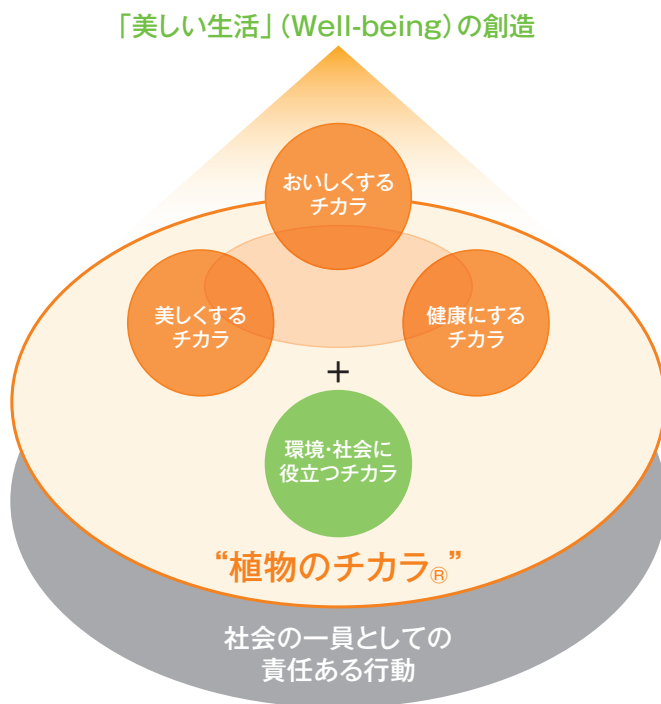 「美しい生活」（Well-being）の創造
おいしくする
チカラ
美しくする
チカラ
健康にする
チカラ
+
環境・社会に
役立つチカラ
“植物のチカラ®”
社会の一員としての
責任ある行動